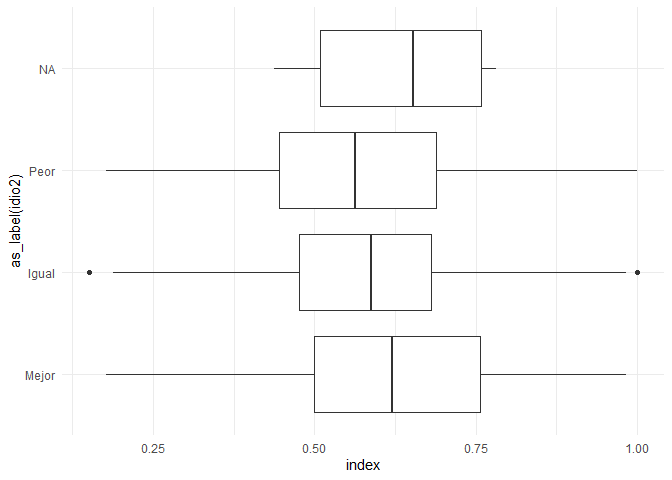 NA
Peor
Igual
Mejor
as_label(idio2)
0.25
0.50
0.75
1.00
index